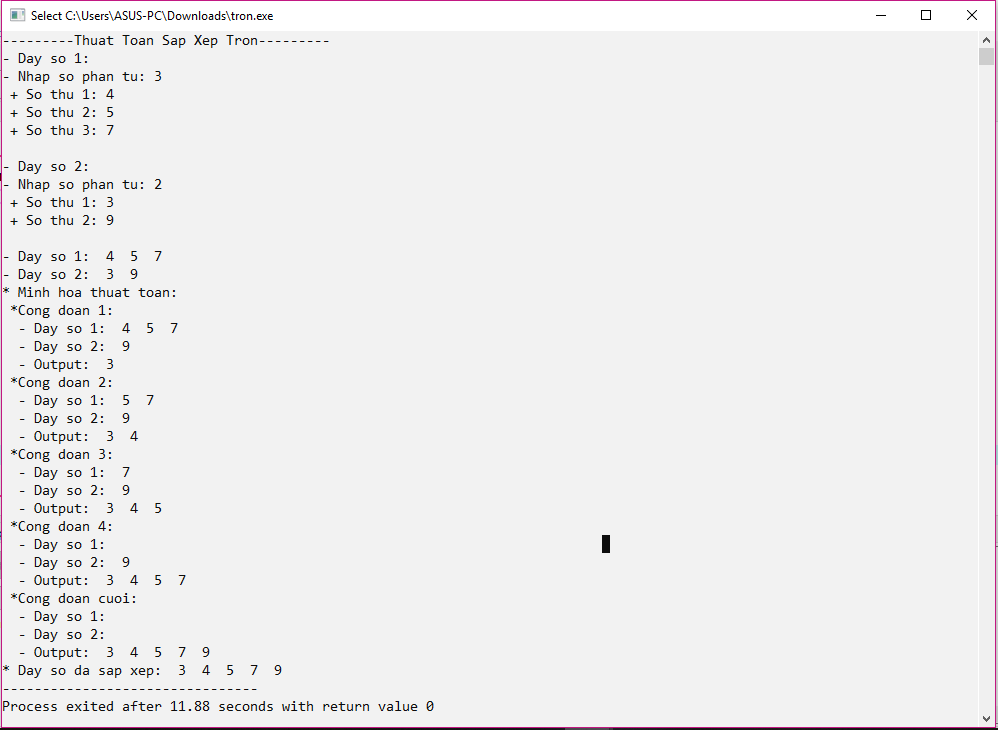 Select C:\Users\ASUS-PC\Downloads\tron.exe
---------Thuat Toan Sap Xep Tron---------
- Day so 1:
- Nhap so phan tu: 3
 + So thu 1: 4
 + So thu 2: 5
 + So thu 3: 7

- Day so 2:
- Nhap so phan tu: 2
 + So thu 1: 3
 + So thu 2: 9

- Day so 1:  4  5  7
- Day so 2:  3  9
* Minh hoa thuat toan:
 *Cong doan 1:
  - Day so 1:  4  5  7
  - Day so 2:  9
  - Output:  3
 *Cong doan 2:
  - Day so 1:  5  7
  - Day so 2:  9
  - Output:  3  4
 *Cong doan 3:
  - Day so 1:  7
  - Day so 2:  9
  - Output:  3  4  5
 *Cong doan 4:
  - Day so 1:
  - Day so 2:  9
  - Output:  3  4  5  7
 *Cong doan cuoi:
  - Day so 1:
  - Day so 2:
  - Output:  3  4  5  7  9
* Day so da sap xep:  3  4  5  7  9
--------------------------------
Process exited after 11.88 seconds with return value 0